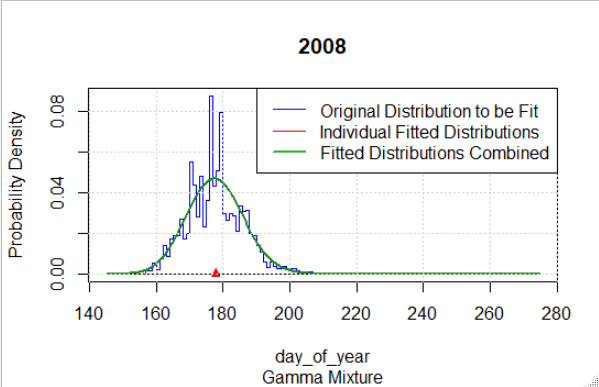 2008
Original Distribution to be Fit
Individual Fitted Distributions
Fitted Distributions Combined
Probability Density
0.08
0.04
0.00
140 160 180 200 220 240 260 280
day_of_year
Gamma Mixture